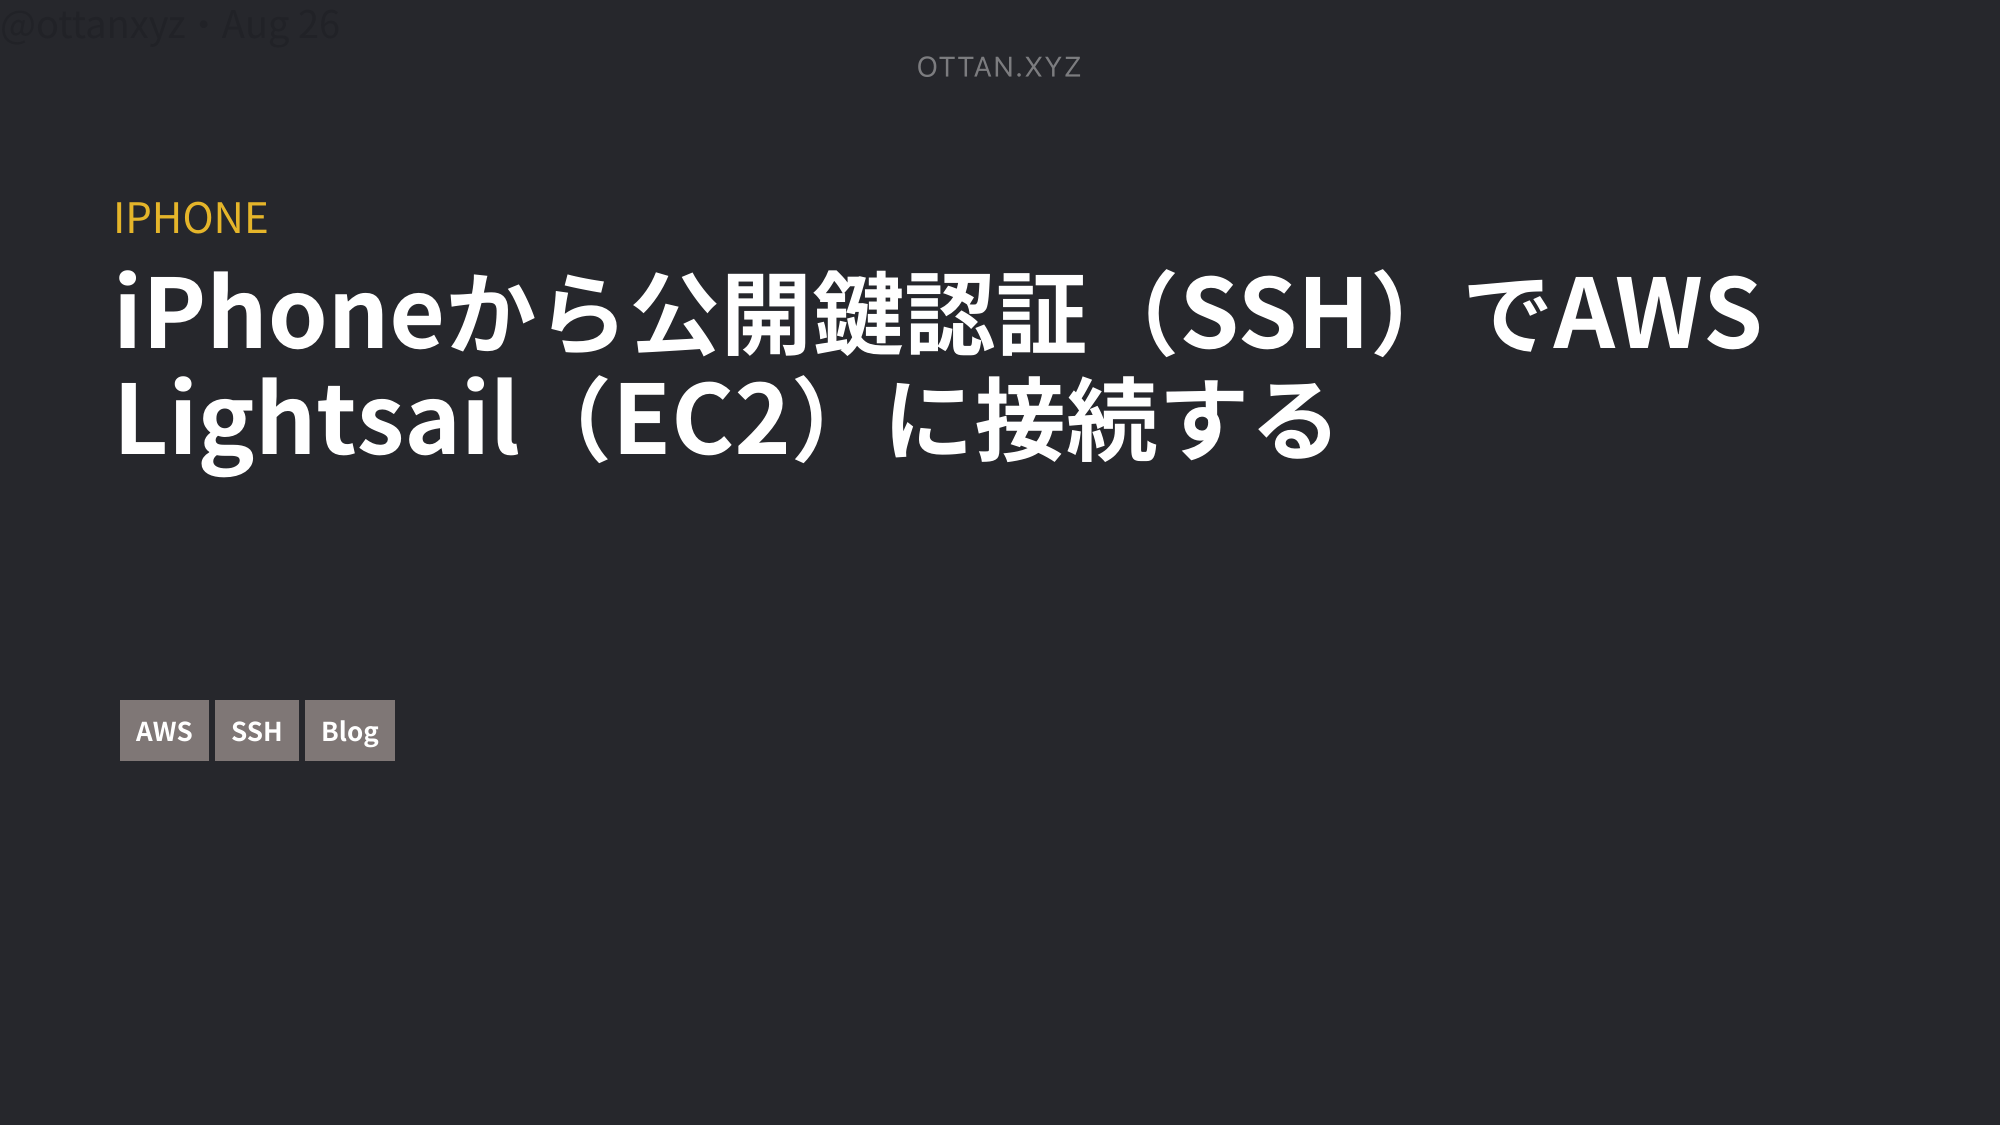 @ottanxyz・Aug 26
OTTAN.XYZ
IPHONE
iPhoneから公開鍵認証（SSH）でAWS
Lightsail（EC2）に接続する
AWS SSH Blog